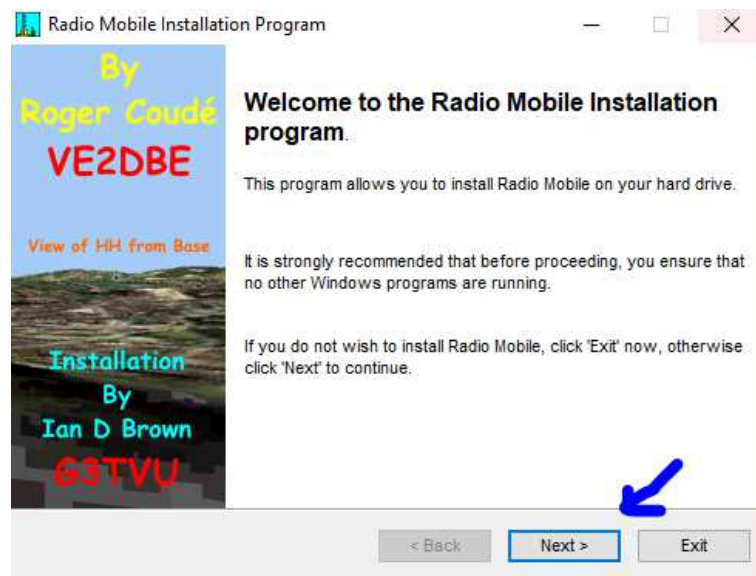 Radio Mobile Installation Program
By
Roger Coudé
VE2DBE
View of HH from Base
Installation
By
Ian D Brown
G3TVU
Welcome to the Radio Mobile Installation
program.
This program allows you to install Radio Mobile on your hard drive.
It is strongly recommended that before proceeding, you ensure that
no other Windows programs are running.
If you do not wish to install Radio Mobile, click 'Exit' now, otherwise
click 'Next' to continue.
< Back
Next >
Exit